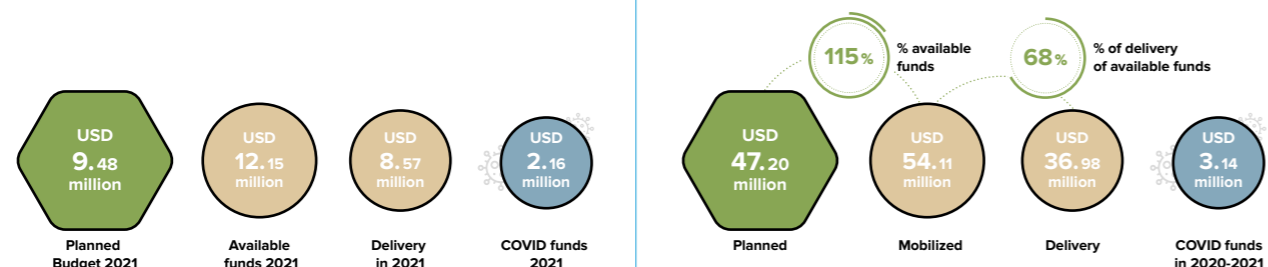 USD
9.48
million
Planned
Budget 2021
USD
12.15
million
Available
funds 2021
USD
8.57
million
Delivery
in 2021
USD
2.16
million
COVID funds
2021
115%
% available
funds
68%
% of delivery
of available funds
USD
47.20
million
Planned
USD
54.11
million
Mobilized
USD
36.98
million
Delivery
USD
3.14
million
COVID funds
in 2020-2021